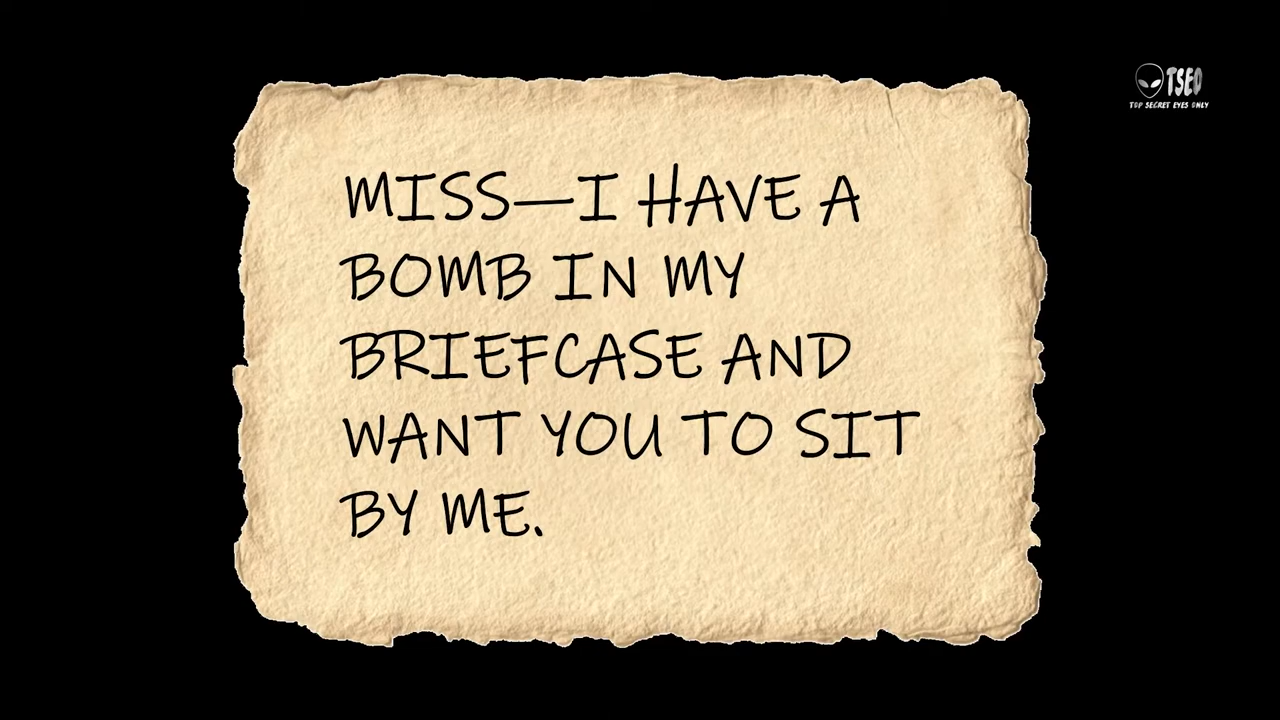 TSEO
TOP SECRET EYES ONLY
MISS—I HAVE A
BOMB IN MY
BRIEFCASE AND
WANT YOU TO SIT
BY ME.